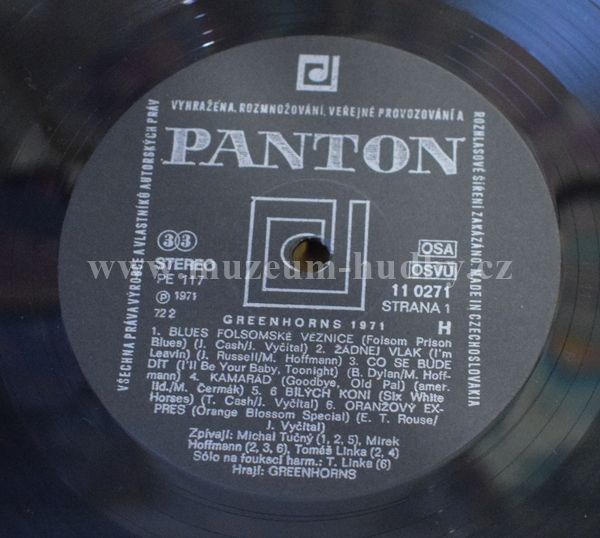 VYHRAŽENA. ROZMNOŽOVÁNÍ, VEŘEJNÉ PROVOZOVÁNÍ A
ROZHLASOVÉ ŠÍŘENÍ ZAKÁZÁNO. MADE IN CZECHOSLOVAKIA
VŠECHNA PRÁVA VÝROBCE A VLASTNÍKŮ AUTORSKÝCH PRÁV
PANTON
33
STEREO
PE 117
Ⓟ 1971
72 2
OSA
OSVU
11 0271
STRANA 1
H
www.muzeum-hudby.cz
GREENHORNS 1971
1. BLUES FOLSOMSKÉ VĚZNICE (Folsom Prison
Blues) (J. Cash/J. Vyčítal) 2. ŽÁDNEJ VLAK (I'm
Leavin) (J. Russell/M. Hoffmann) 3. CO SE BUDE
DÍT (I'll Be Your Baby, Toonight) (B. Dylan/M. Hoff-
mann) 4. KAMARÁD (Goodbye, Old Pal) (amer.
lid./M. Čermák) 5. 6 BÍLÝCH KONÍ (Six White
Horses) (T. Cash/J. Vyčítal) 6. ORANŽOVÝ EX-
PRES (Orange Blossom Special) (E. T. Rouse/
J. Vyčítal)
Zpívají: Michal Tučný (1, 2, 5), Mirek
Hoffmann (2, 3, 6), Tomáš Linka (2, 4)
Sólo na foukací harm.: T. Linka (6)
Hrají: GREENHORNS